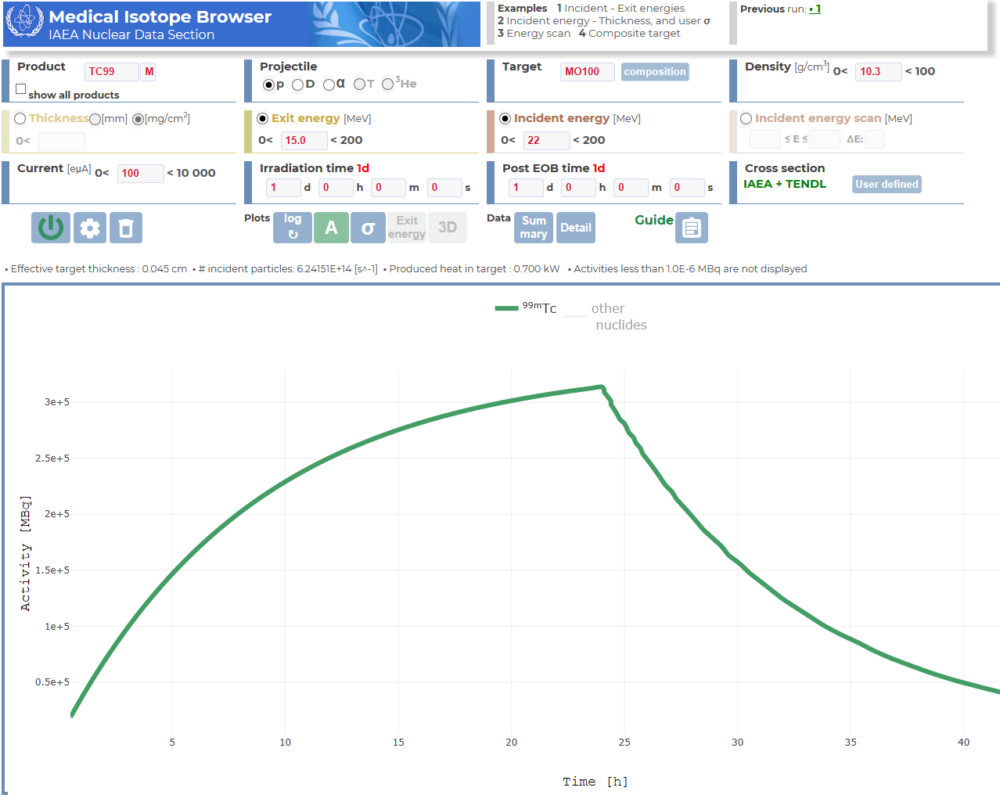 Medical Isotope Browser
IAEA Nuclear Data Section
Examples 1 Incident - Exit energies
2 Incident energy - Thickness, and user σ
3 Energy scan 4 Composite target
Previous run: • 1
Product TC99 M
show all products
Projectile
p D α T ³He
Target MO100 composition
Density [g/cm³] 0< 10.3 < 100
Thickness [mm] [mg/cm²]
0<
Exit energy [MeV]
0< 15.0 < 200
Incident energy [MeV]
0< 22 < 200
Incident energy scan [MeV]
≤ E ≤ ΔE:
Current [eμA] 0< 100 < 10 000
Irradiation time 1d
1 d 0 h 0 m 0 s
Post EOB time 1d
1 d 0 h 0 m 0 s
Cross section
IAEA + TENDL User defined
Plots log ↻ A σ Exit energy 3D
Data Sum mary Detail
Guide
• Effective target thickness : 0.045 cm • # incident particles: 6.24151E+14 [s^-1] • Produced heat in target : 0.700 kW • Activities less than 1.0E-6 MBq are not displayed
⁹⁹ᵐTc other
nuclides
3e+5
2.5e+5
2e+5
1.5e+5
1e+5
0.5e+5
Activity [MBq]
5 10 15 20 25 30 35 40
Time [h]